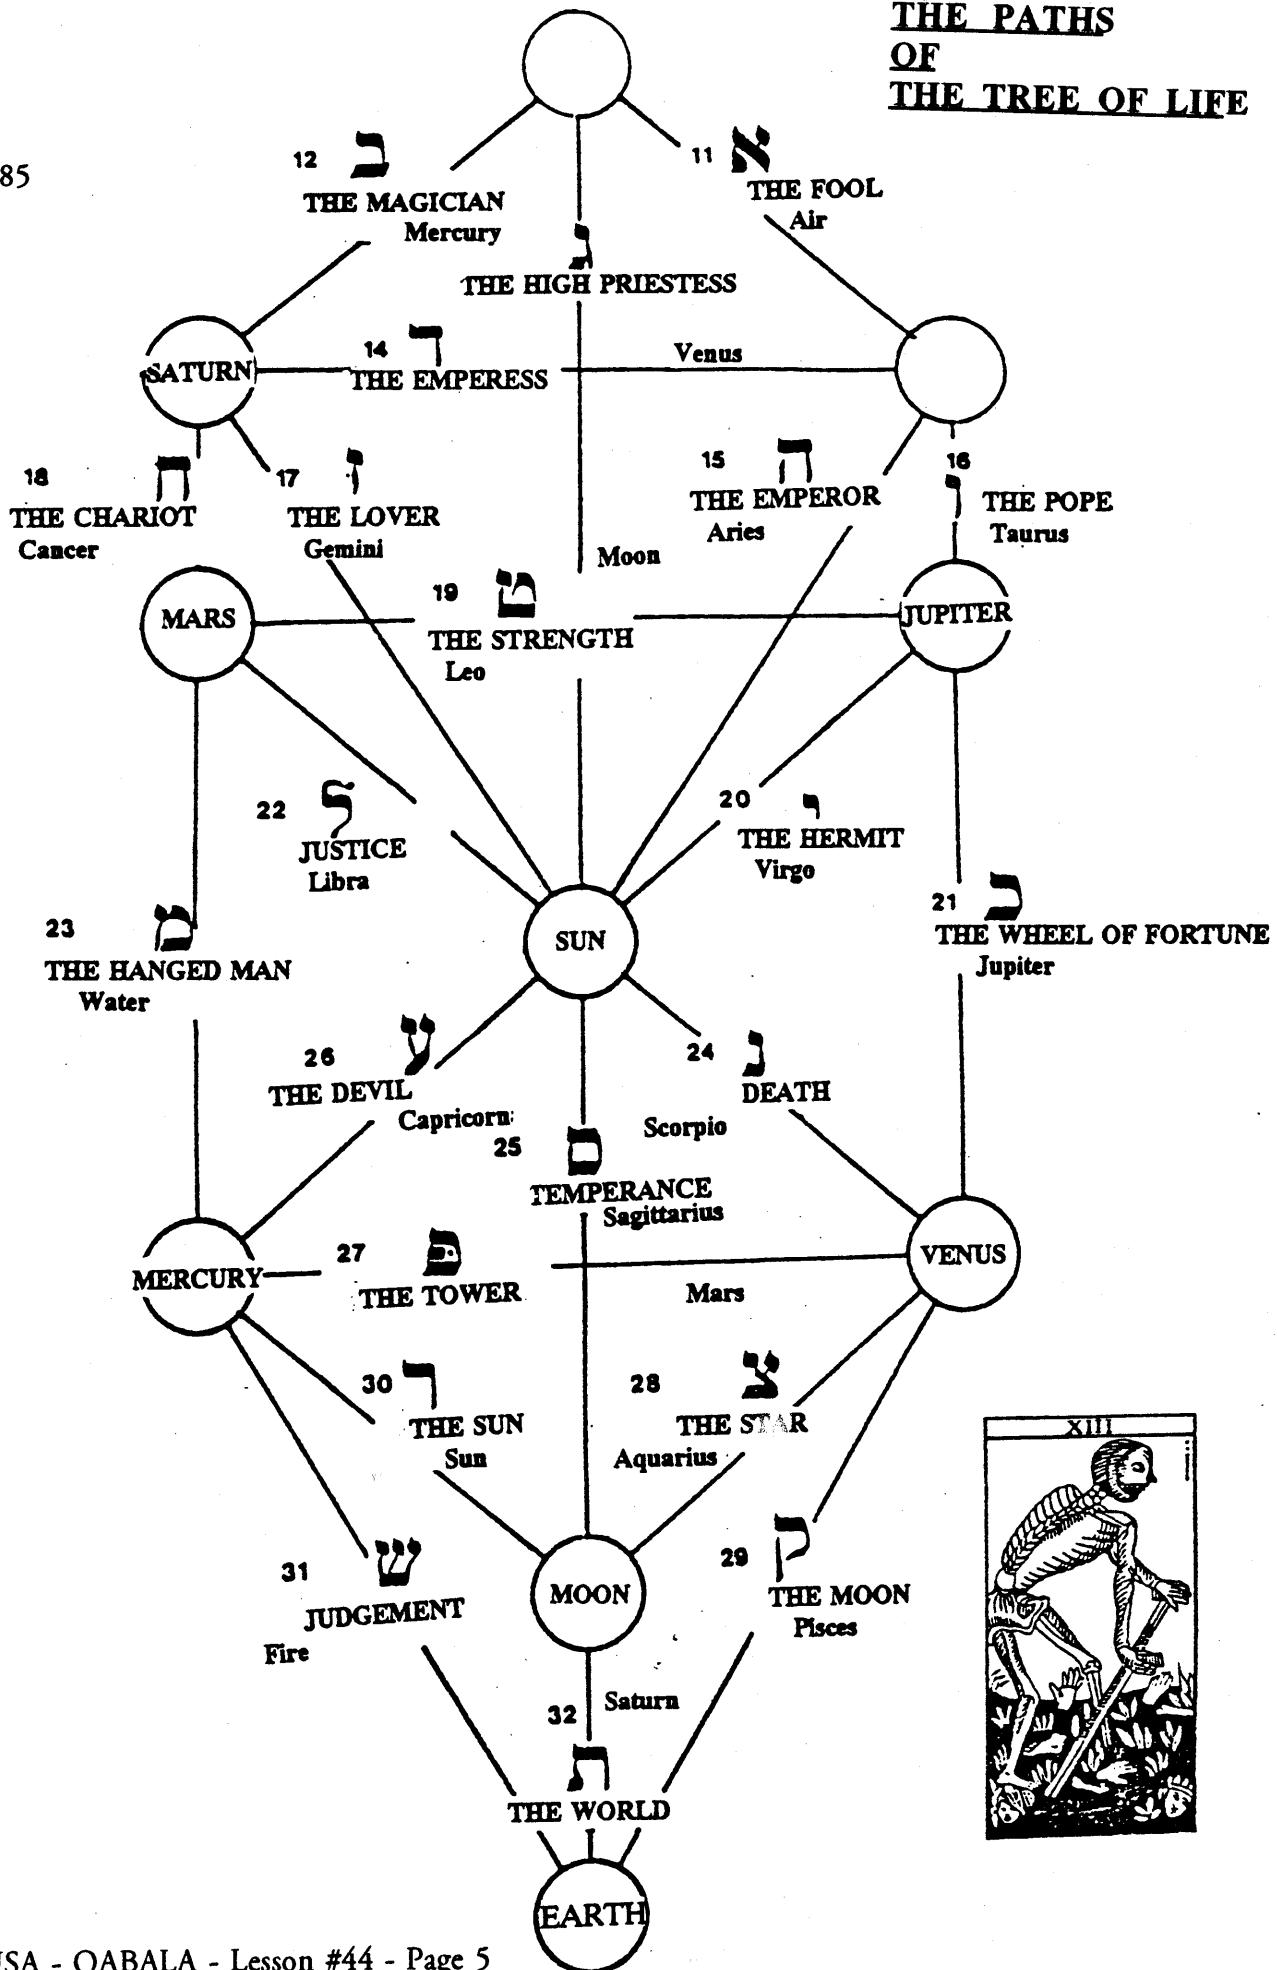 THE PATHS
OF
THE TREE OF LIFE
85
12 ב
THE MAGICIAN
Mercury
11 א
THE FOOL
Air
ג
THE HIGH PRIESTESS
SATURN
14 ד
THE EMPERESS
Venus
18 ח
THE CHARIOT
Cancer
17 ז
THE LOVER
Gemini
15 ה
THE EMPEROR
Aries
16
ו
THE POPE
Taurus
Moon
MARS
19 ט
THE STRENGTH
Leo
JUPITER
22 ל
JUSTICE
Libra
20 י
THE HERMIT
Virgo
21 כ
THE WHEEL OF FORTUNE
Jupiter
23 מ
THE HANGED MAN
Water
SUN
26 ע
THE DEVIL
Capricorn
24 נ
DEATH
Scorpio
25 ס
TEMPERANCE
Sagittarius
MERCURY
27 פ
THE TOWER
Mars
VENUS
30 ר
THE SUN
Sun
28 צ
THE STAR
Aquarius
31 ש
JUDGEMENT
Fire
MOON
29 ק
THE MOON
Pisces
XIII
Saturn
32
ת
THE WORLD
EARTH
USA - QABALA - Lesson #44 - Page 5